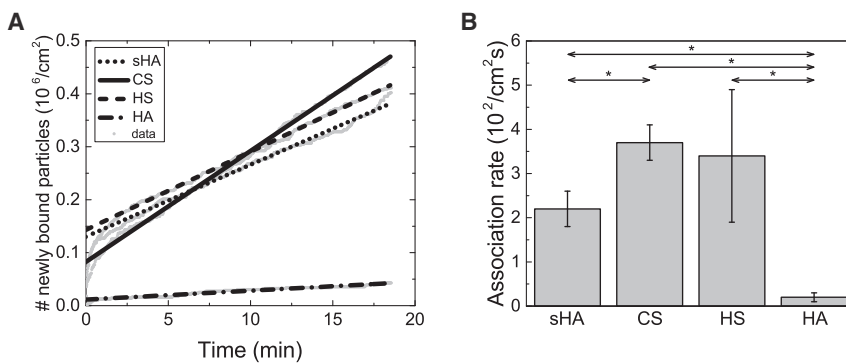 A
# newly bound particles (10⁶/cm²)
0.5
0.4
0.3
0.2
0.1
0.0
sHA
CS
HS
HA
data
0
5
10
15
20
Time (min)
B
Association rate (10²/cm²s)
6
5
4
3
2
1
0
*
*
*
*
sHA
CS
HS
HA